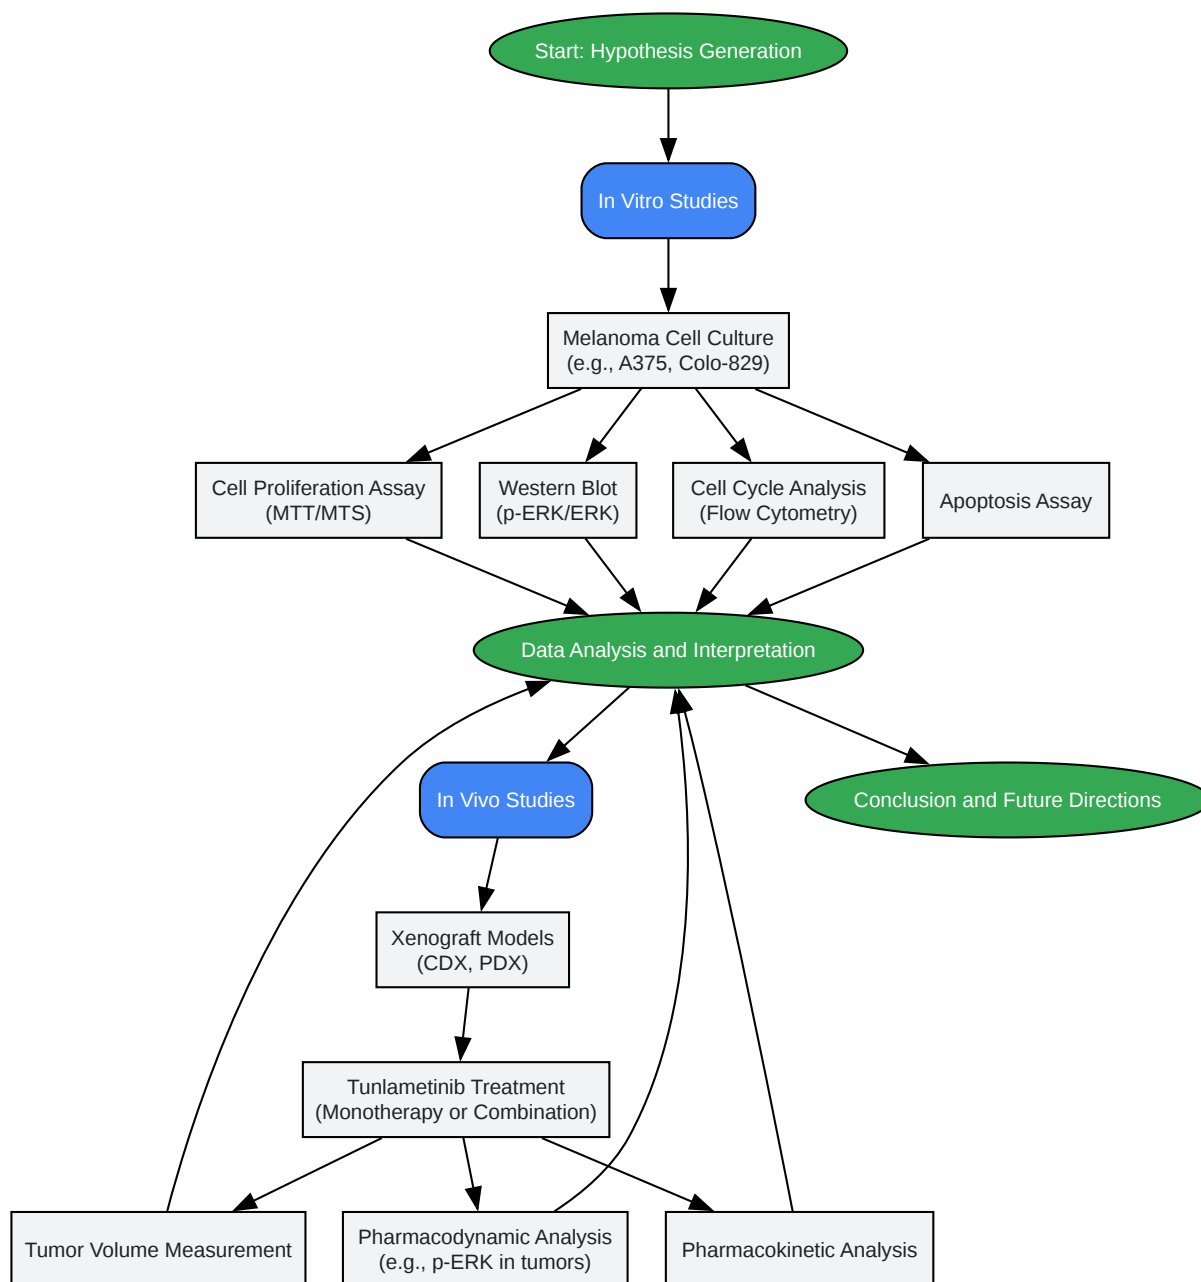 Start: Hypothesis Generation
In Vitro Studies
Melanoma Cell Culture
(e.g., A375, Colo-829)
Cell Proliferation Assay
(MTT/MTS)
Western Blot
(p-ERK/ERK)
Cell Cycle Analysis
(Flow Cytometry)
Apoptosis Assay
Data Analysis and Interpretation
In Vivo Studies
Conclusion and Future Directions
Xenograft Models
(CDX, PDX)
Tunlametinib Treatment
(Monotherapy or Combination)
Tumor Volume Measurement
Pharmacodynamic Analysis
(e.g., p-ERK in tumors)
Pharmacokinetic Analysis